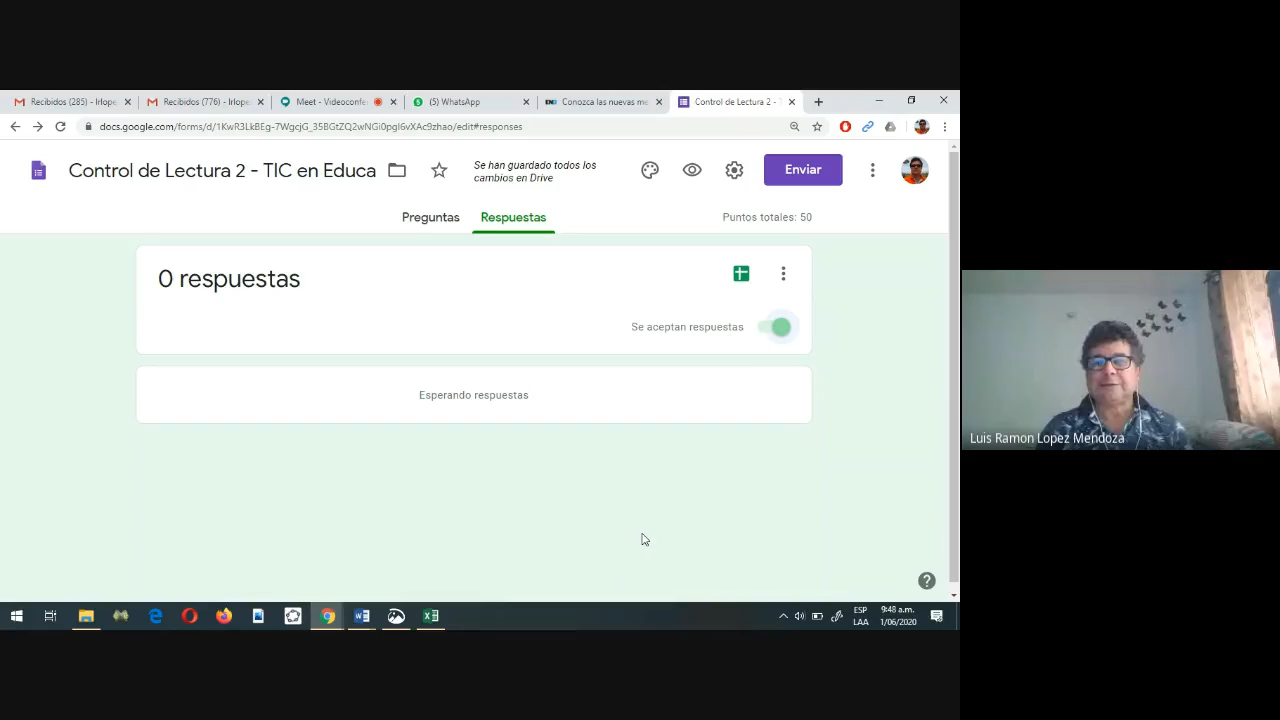 Recibidos (285) - lrlope
Recibidos (776) - lrlope
Meet - Videoconfe
(5) WhatsApp
Conozca las nuevas me
Control de Lectura 2 - T
docs.google.com/forms/d/1KwR3LkBEg-7WgcjG_35BGtZQ2wNGi0pgI6vXAc9zhao/edit#responses
Control de Lectura 2 - TIC en Educa
Se han guardado todos los
cambios en Drive
Enviar
Preguntas
Respuestas
Puntos totales: 50
0 respuestas
Se aceptan respuestas
Esperando respuestas
Luis Ramon Lopez Mendoza
ESP
LAA
9:48 a.m.
1/06/2020